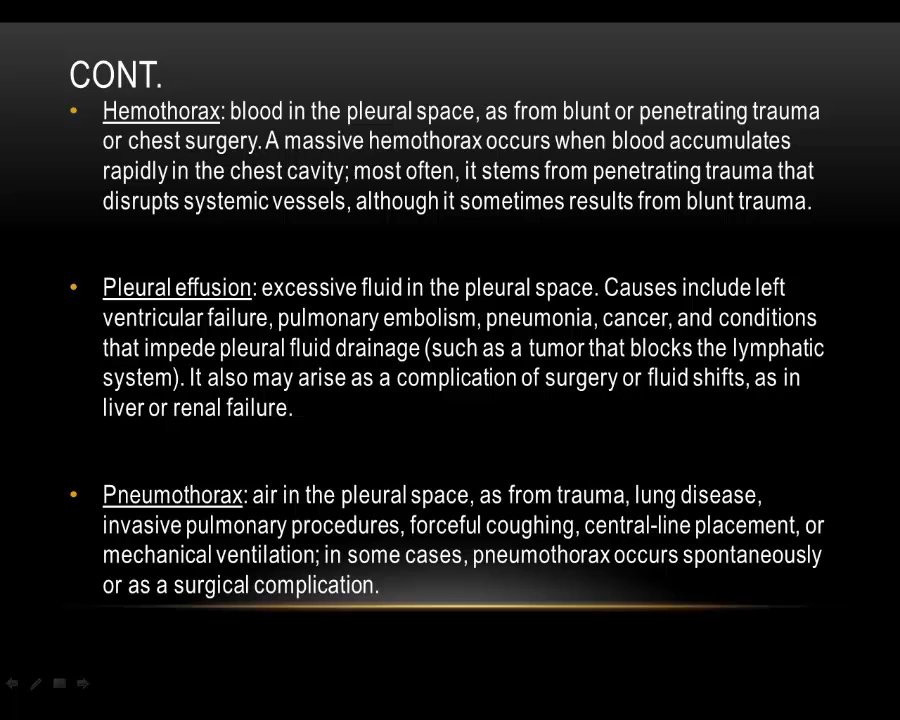 CONT.
• Hemothorax: blood in the pleural space, as from blunt or penetrating trauma
or chest surgery. A massive hemothorax occurs when blood accumulates
rapidly in the chest cavity; most often, it stems from penetrating trauma that
disrupts systemic vessels, although it sometimes results from blunt trauma.
• Pleural effusion: excessive fluid in the pleural space. Causes include left
ventricular failure, pulmonary embolism, pneumonia, cancer, and conditions
that impede pleural fluid drainage (such as a tumor that blocks the lymphatic
system). It also may arise as a complication of surgery or fluid shifts, as in
liver or renal failure.
• Pneumothorax: air in the pleural space, as from trauma, lung disease,
invasive pulmonary procedures, forceful coughing, central-line placement, or
mechanical ventilation; in some cases, pneumothorax occurs spontaneously
or as a surgical complication.